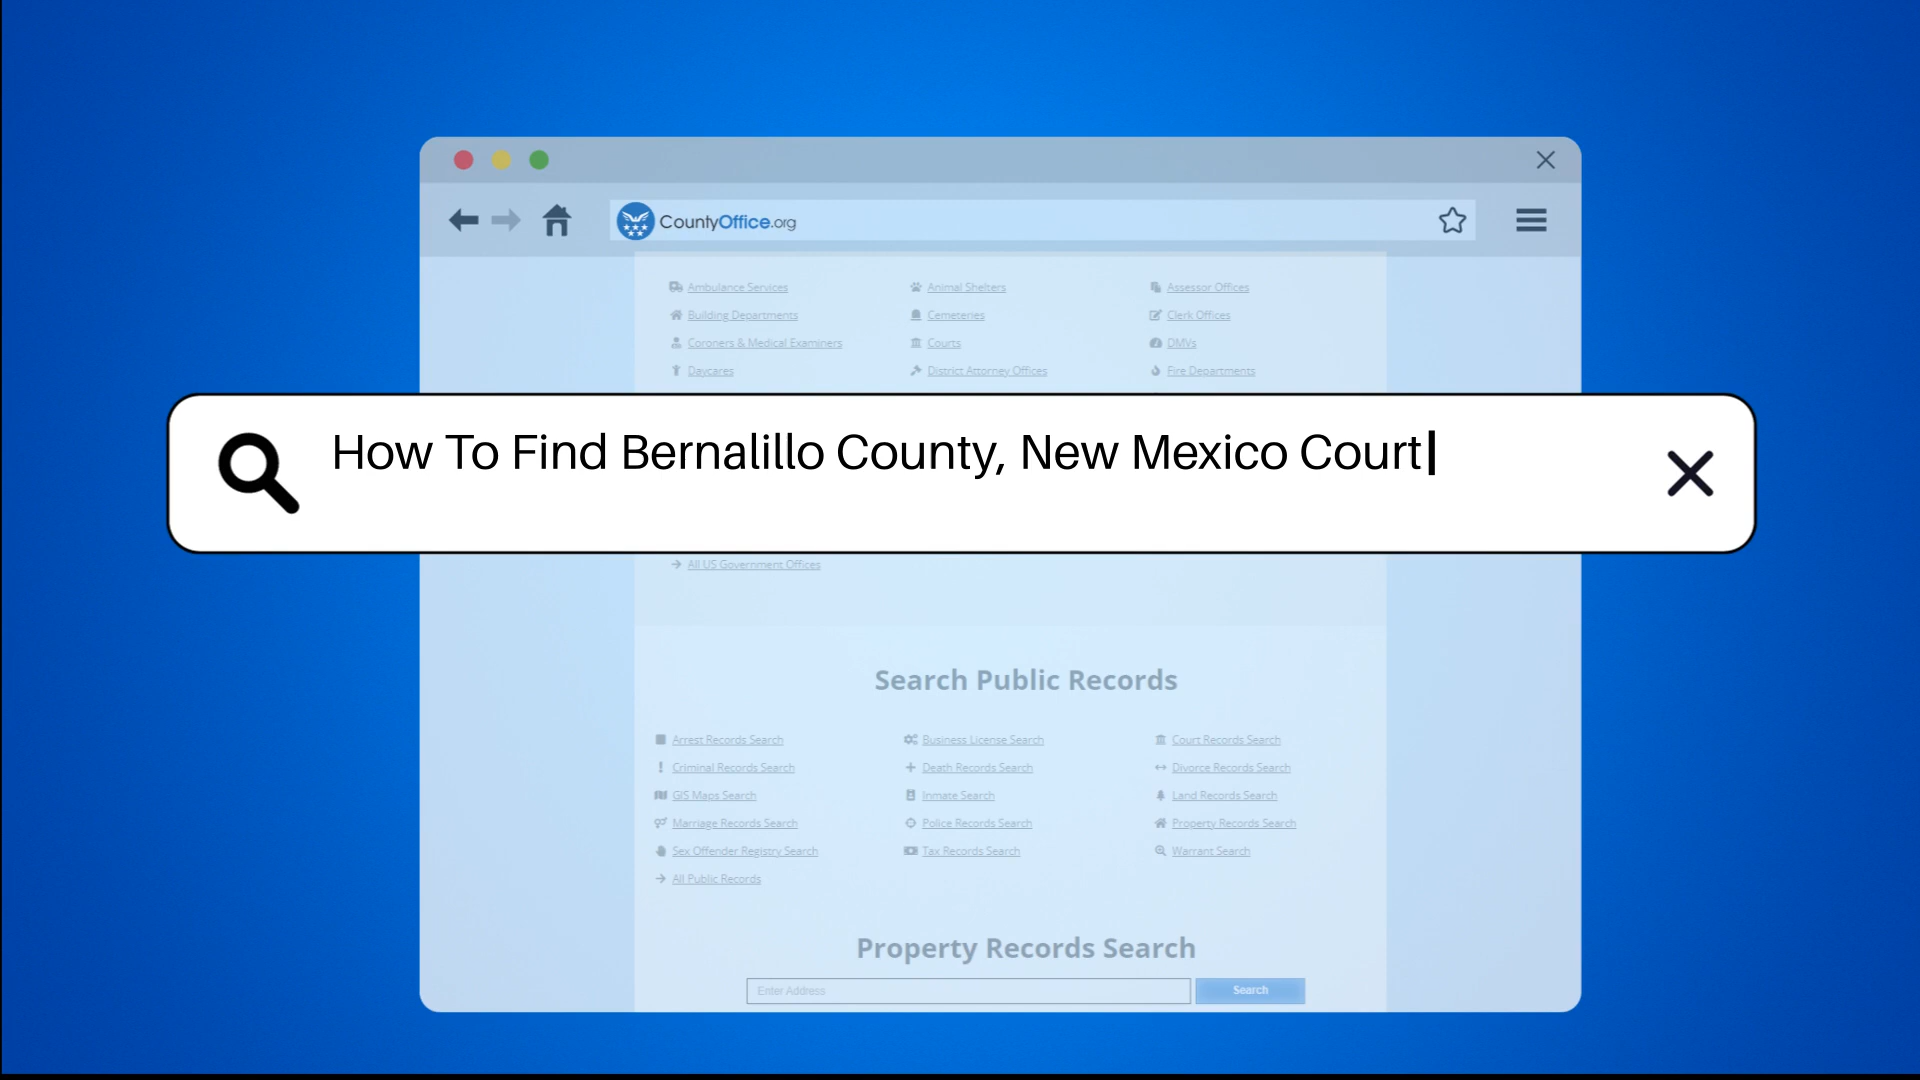 CountyOffice.org
Ambulance Services Animal Shelters Assessor Offices
Building Departments Cemeteries Clerk Offices
Coroners & Medical Examiners Courts DMVs
Daycares District Attorney Offices Fire Departments
How To Find Bernalillo County, New Mexico Court
All US Government Offices
Search Public Records
Arrest Records Search Business License Search Court Records Search
Criminal Records Search Death Records Search Divorce Records Search
GIS Maps Search Inmate Search Land Records Search
Marriage Records Search Police Records Search Property Records Search
Sex Offender Registry Search Tax Records Search Warrant Search
All Public Records
Property Records Search
Enter Address Search